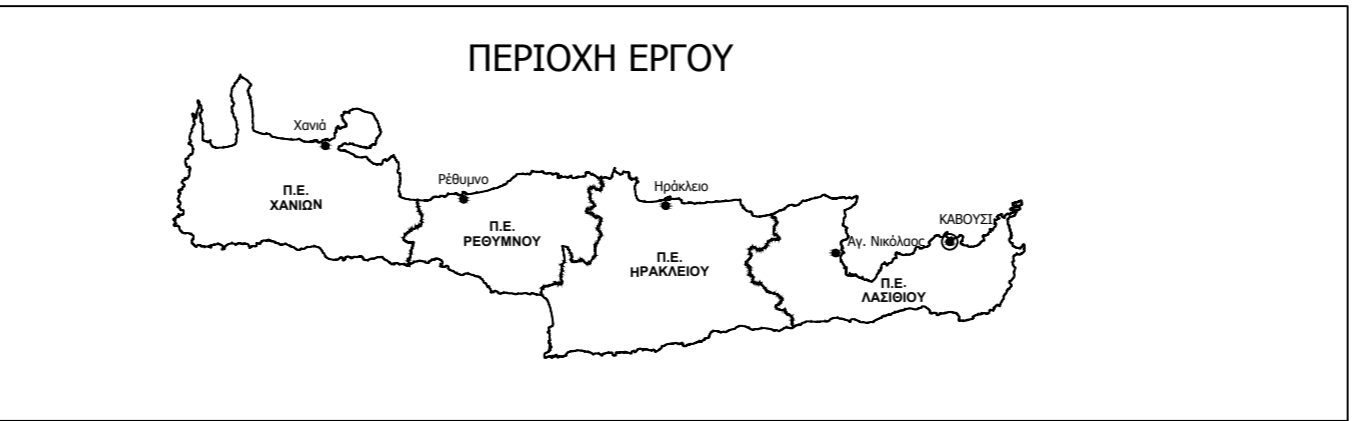 ΠΕΡΙΟΧΗ ΕΡΓΟΥ
Χανιά
Ρέθυμνο
Ηράκλειο
Π.Ε.
ΧΑΝΙΩΝ
Π.Ε.
ΡΕΘΥΜΝΟΥ
ΚΑΒΟΥΣΙ
Αγ. Νικόλαος
Π.Ε.
ΗΡΑΚΛΕΙΟΥ
Π.Ε.
ΛΑΣΙΘΙΟΥ